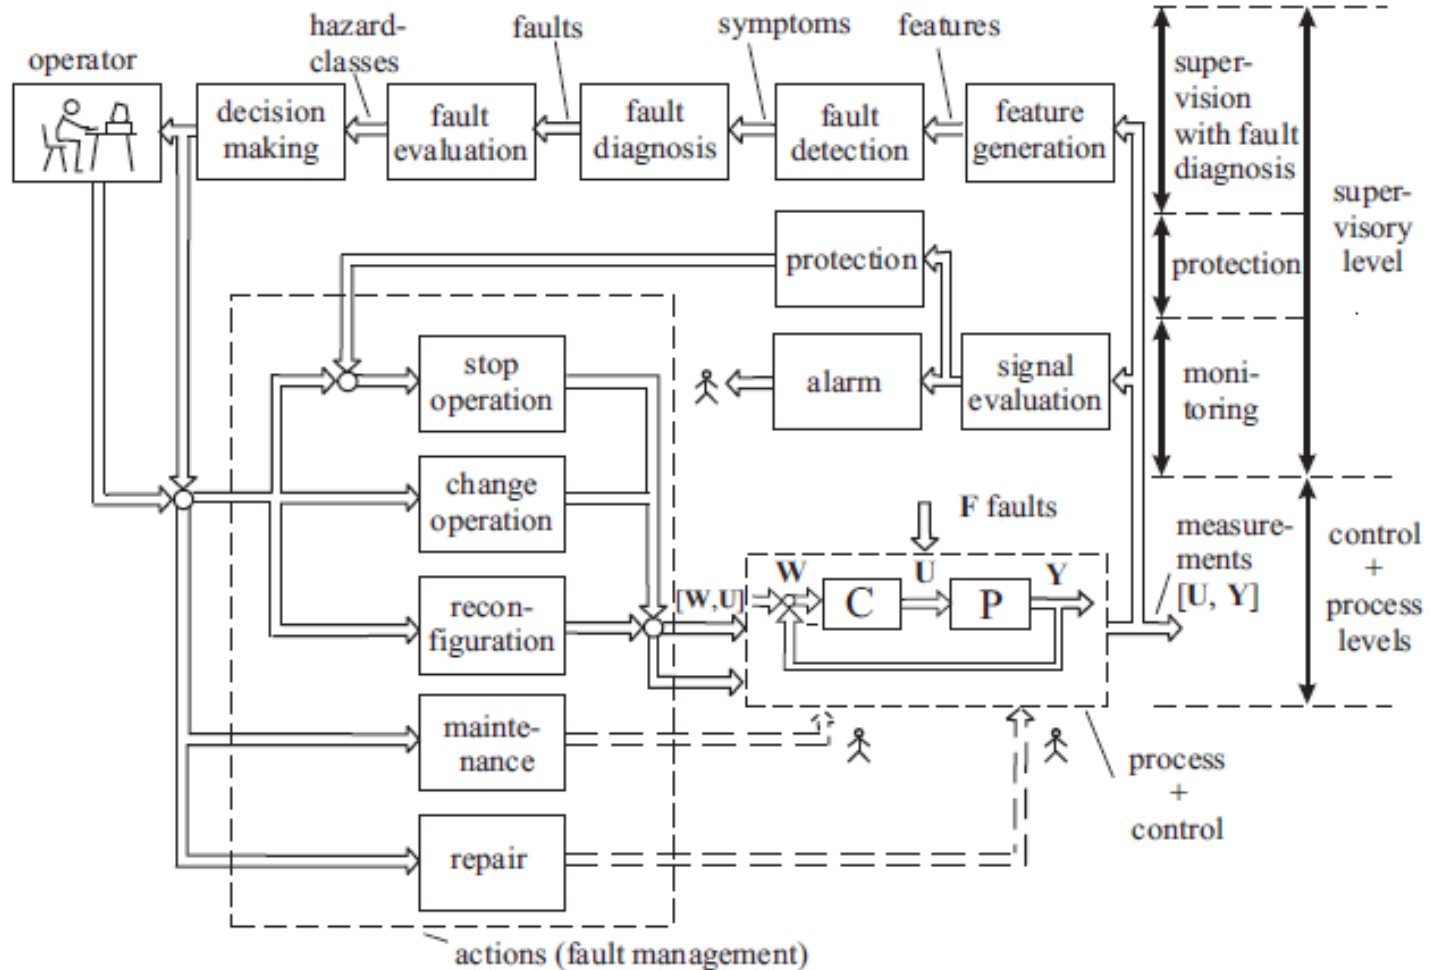 operator
hazard-
classes
faults
symptoms
features
decision
making
fault
evaluation
fault
diagnosis
fault
detection
feature
generation
super-
vision
with fault
diagnosis
super-
visory
level
protection
protection
stop
operation
alarm
signal
evaluation
moni-
toring
change
operation
F faults
measure-
ments
[U, Y]
control
+
process
levels
recon-
figuration
[W,U]
W
C
U
P
Y
–
mainte-
nance
process
+
control
repair
actions (fault management)